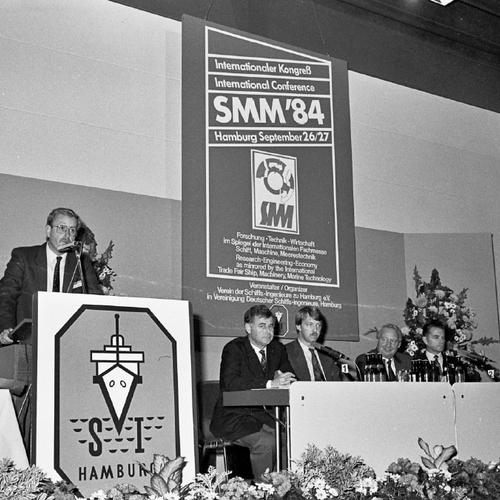 Internationaler Kongreß
International Conference
SMM'84
Hamburg September 26/27
SMM
Forschung · Technik · Wirtschaft
im Spiegel der Internationalen Fachmesse
Schiff, Maschine, Meerestechnik
Research · Engineering · Economy
as mirrored by the International
Trade Fair Ship, Machinery, Marine Technology
Veranstalter / Organizer
Verein der Schiffs-Ingenieure zu Hamburg e.V.
in Vereinigung Deutscher Schiffs-Ingenieure, Hamburg
S I
HAMBURG